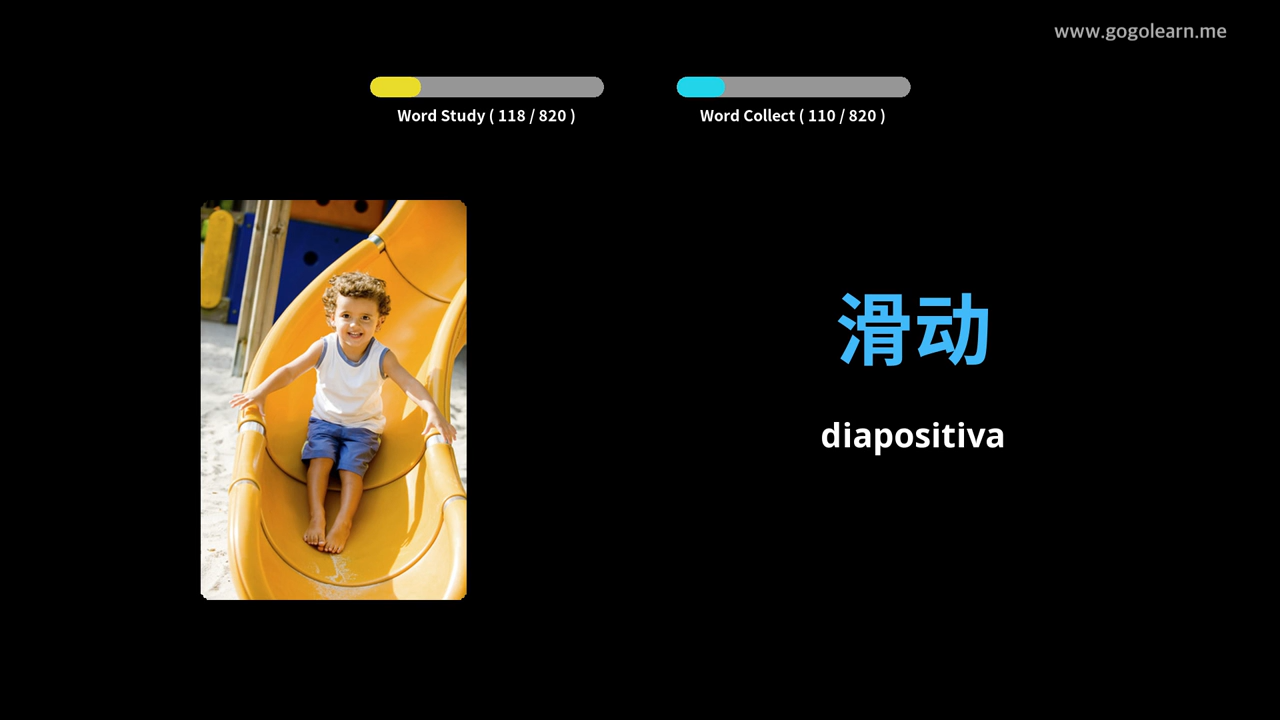 www.gogolearn.me
Word Study ( 118 / 820 )
Word Collect ( 110 / 820 )
滑动
diapositiva